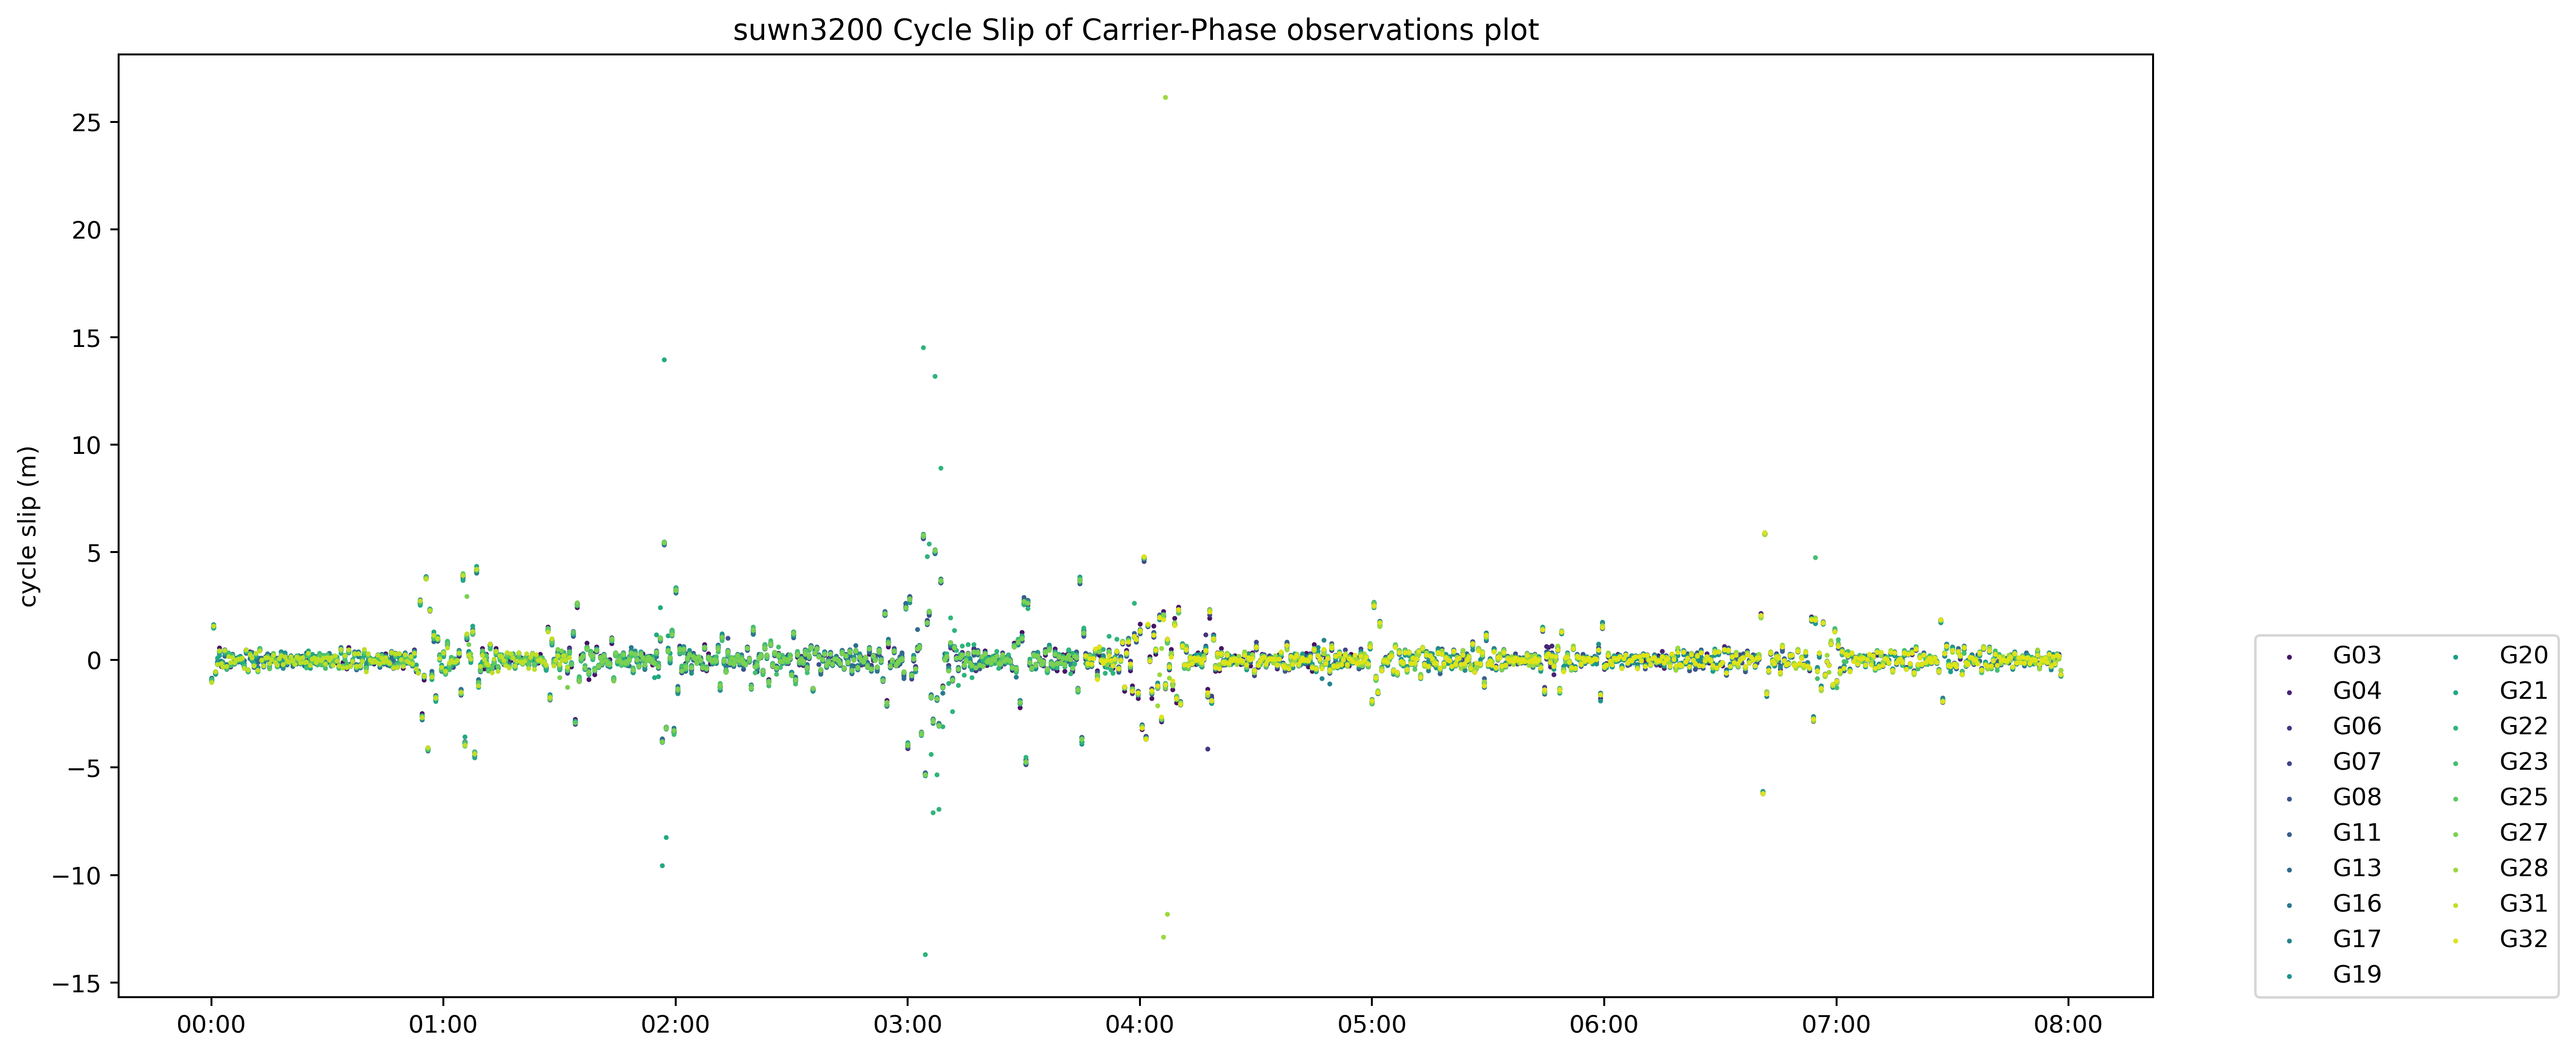 suwn3200 Cycle Slip of Carrier-Phase observations plot
cycle slip (m)
25
20
15
10
5
0
−5
−10
−15
00:00 01:00 02:00 03:00 04:00 05:00 06:00 07:00 08:00
G03
G04
G06
G07
G08
G11
G13
G16
G17
G19
G20
G21
G22
G23
G25
G27
G28
G31
G32